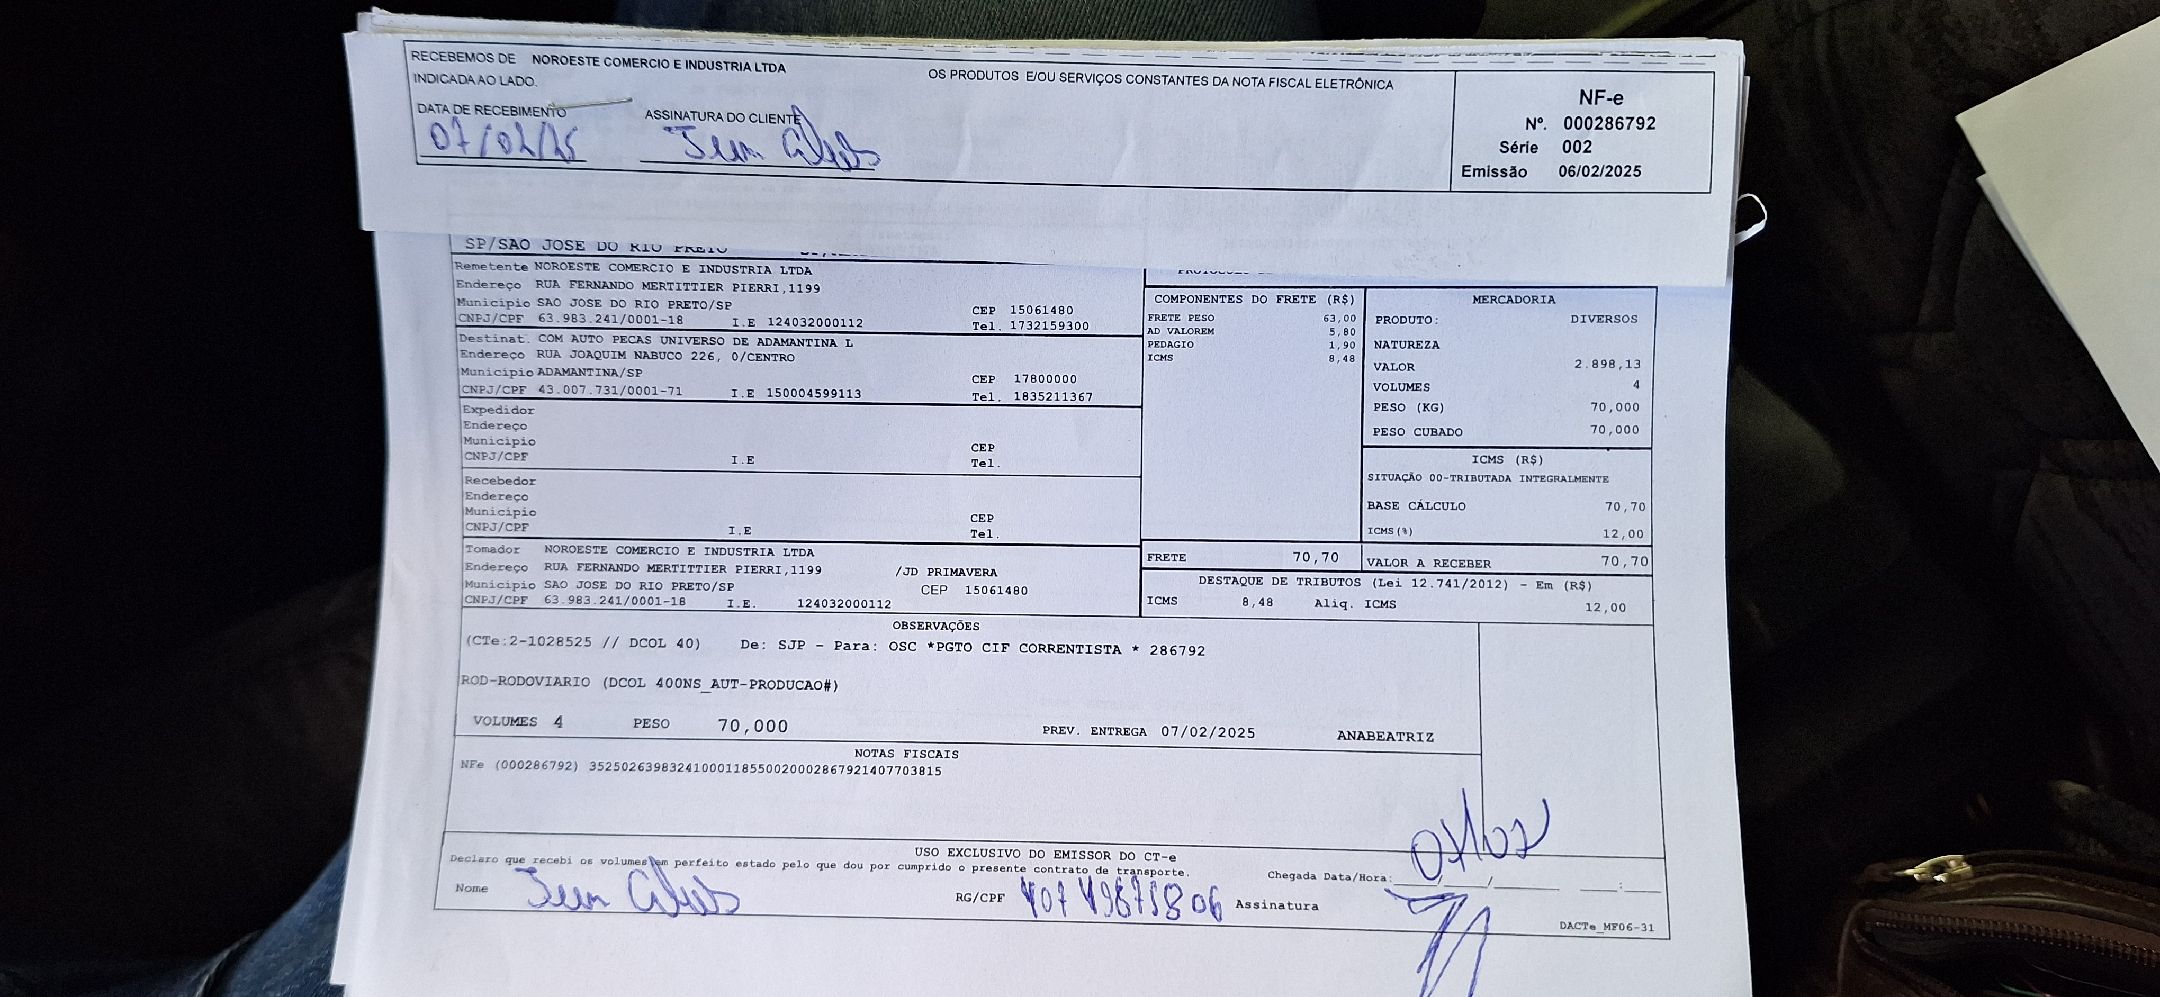 RECEBEMOS DE NOROESTE COMERCIO E INDUSTRIA LTDA OS PRODUTOS E/OU SERVIÇOS CONSTANTES DA NOTA FISCAL ELETRÔNICA
INDICADA AO LADO.
DATA DE RECEBIMENTO ASSINATURA DO CLIENTE
07/02/25
NF-e
Nº. 000286792
Série 002
Emissão 06/02/2025
SP/SAO JOSE DO RIO PRETO
Remetente NOROESTE COMERCIO E INDUSTRIA LTDA
Endereço RUA FERNANDO MERTITTIER PIERRI,1199
Municipio SAO JOSE DO RIO PRETO/SP CEP 15061480
CNPJ/CPF 63.983.241/0001-18 I.E 124032000112 Tel. 1732159300
Destinat. COM AUTO PECAS UNIVERSO DE ADAMANTINA L
Endereço RUA JOAQUIM NABUCO 226, 0/CENTRO
Municipio ADAMANTINA/SP CEP 17800000
CNPJ/CPF 43.007.731/0001-71 I.E 150004599113 Tel. 1835211367
Expedidor
Endereço
Municipio CEP
CNPJ/CPF I.E Tel.
Recebedor
Endereço
Municipio CEP
CNPJ/CPF I.E Tel.
Tomador NOROESTE COMERCIO E INDUSTRIA LTDA
Endereço RUA FERNANDO MERTITTIER PIERRI,1199 /JD PRIMAVERA
Municipio SAO JOSE DO RIO PRETO/SP CEP 15061480
CNPJ/CPF 63.983.241/0001-18 I.E. 124032000112
COMPONENTES DO FRETE (R$)
FRETE PESO 63,00
AD VALOREM 5,80
PEDAGIO 1,90
ICMS 8,48
MERCADORIA
PRODUTO: DIVERSOS
NATUREZA
VALOR 2.898,13
VOLUMES 4
PESO (KG) 70,000
PESO CUBADO 70,000
ICMS (R$)
SITUAÇÃO 00-TRIBUTADA INTEGRALMENTE
BASE CÁLCULO 70,70
ICMS(%) 12,00
FRETE 70,70 VALOR A RECEBER 70,70
DESTAQUE DE TRIBUTOS (Lei 12.741/2012) - Em (R$)
ICMS 8,48 Aliq. ICMS 12,00
OBSERVAÇÕES
(CTe:2-1028525 // DCOL 40) De: SJP - Para: OSC *PGTO CIF CORRENTISTA * 286792
ROD-RODOVIARIO (DCOL 400NS_AUT-PRODUCAO#)
VOLUMES 4 PESO 70,000 PREV. ENTREGA 07/02/2025 ANABEATRIZ
NOTAS FISCAIS
NFe (000286792) 35250263983241000118550020002867921407703815
USO EXCLUSIVO DO EMISSOR DO CT-e
Declaro que recebi os volumes em perfeito estado pelo que dou por cumprido o presente contrato de transporte.
Chegada Data/Hora: ____/____/______ ___:___
Nome RG/CPF Assinatura
DACTe_MF06-31